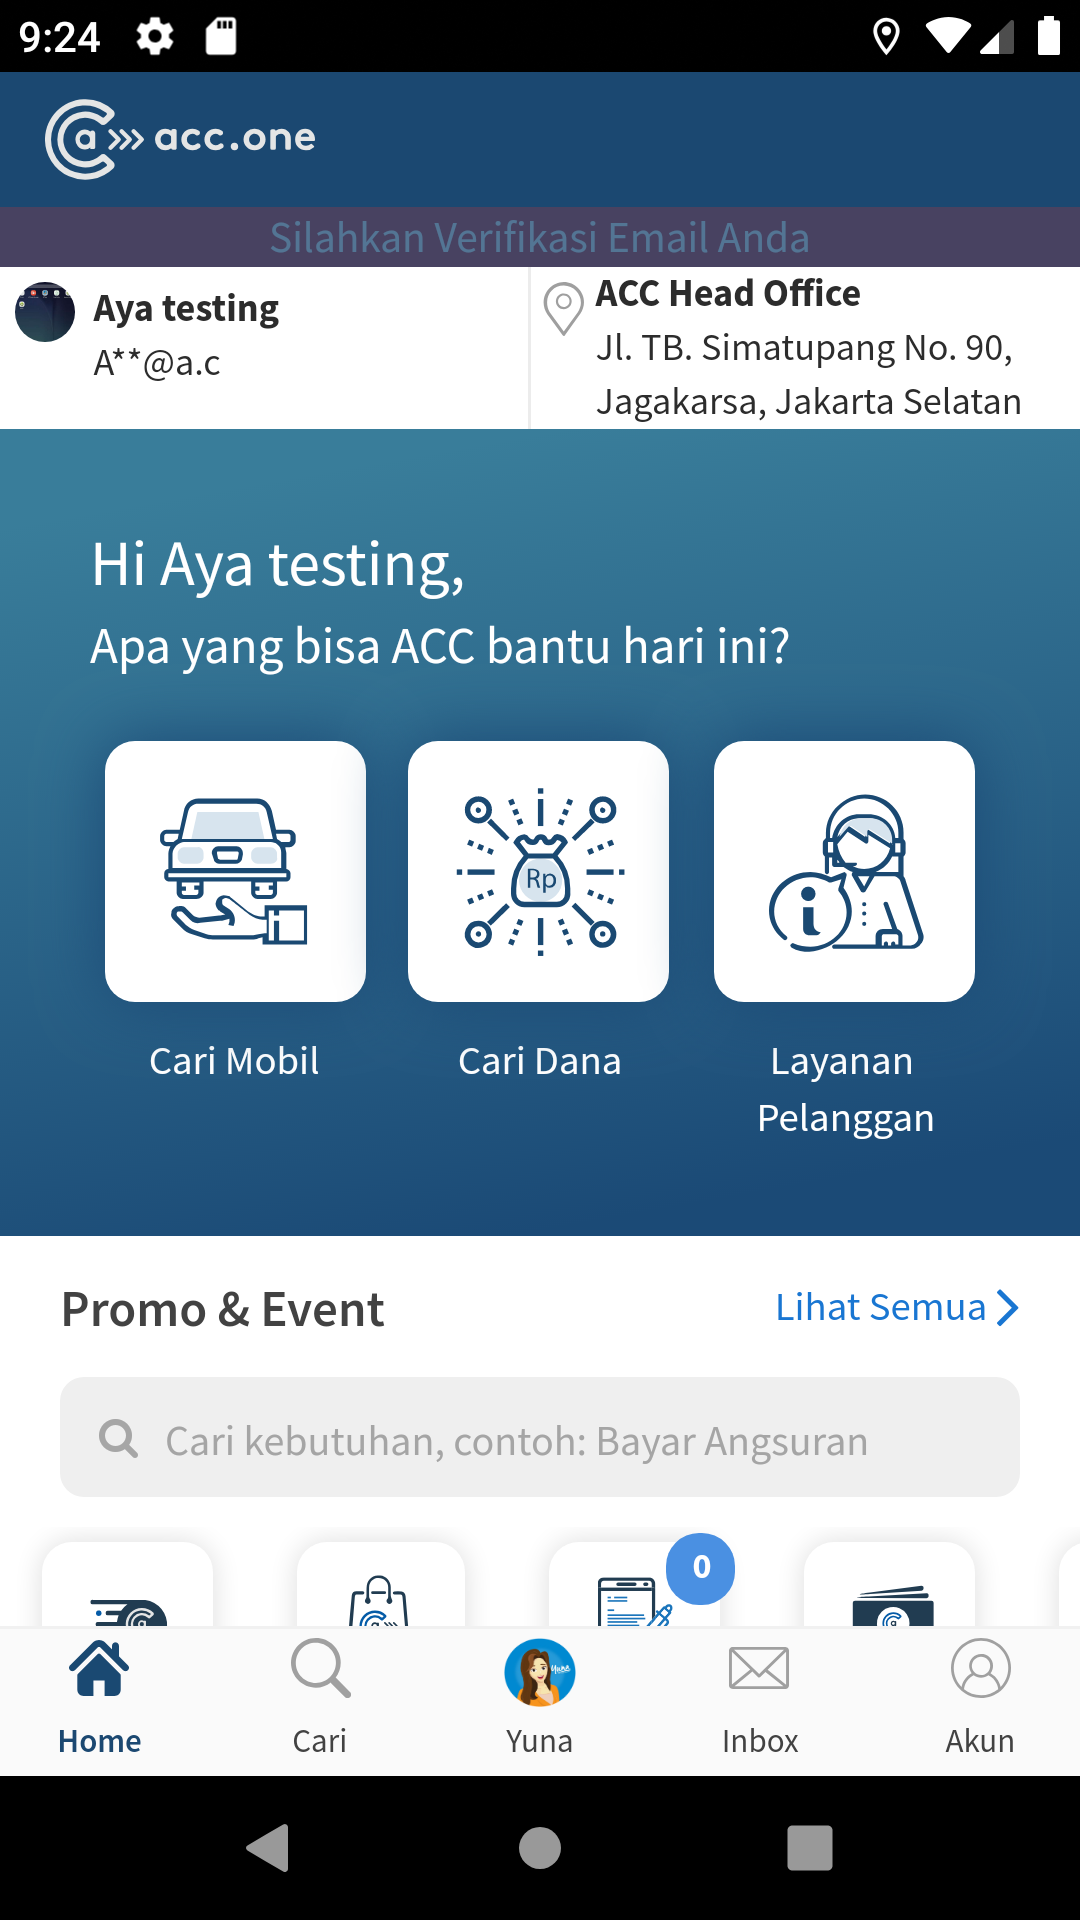 9:24
a acc.one
Silahkan Verifikasi Email Anda
Aya testing
A**@a.c
ACC Head Office
Jl. TB. Simatupang No. 90,
Jagakarsa, Jakarta Selatan
Hi Aya testing,
Apa yang bisa ACC bantu hari ini?
Rp
i
Cari Mobil
Cari Dana
Layanan
Pelanggan
Promo & Event
Lihat Semua
Cari kebutuhan, contoh: Bayar Angsuran
0
Yuna
Home
Cari
Yuna
Inbox
Akun